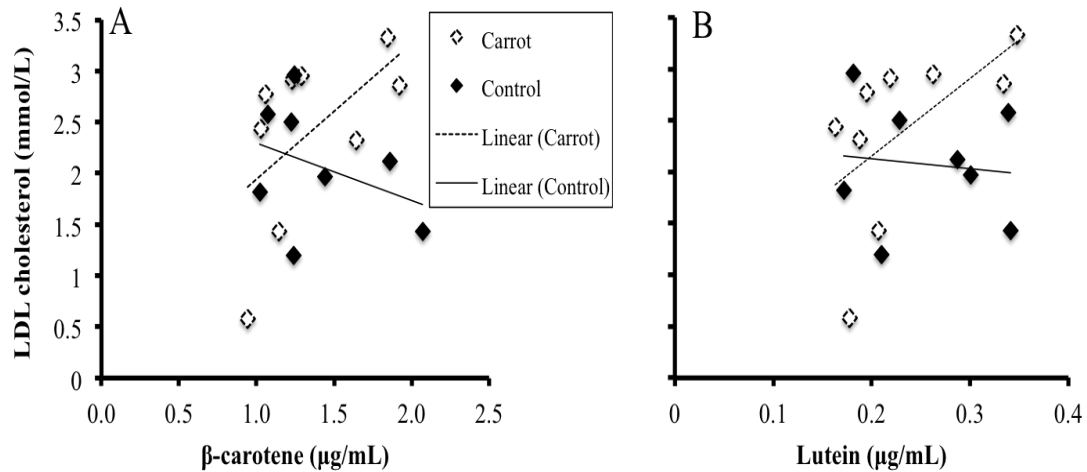 A
B
LDL cholesterol (mmol/L)
3.5
3
2.5
2
1.5
1
0.5
0
Carrot
Control
Linear (Carrot)
Linear (Control)
0.0 0.5 1.0 1.5 2.0 2.5
0 0.1 0.2 0.3 0.4
β-carotene (μg/mL)
Lutein (μg/mL)